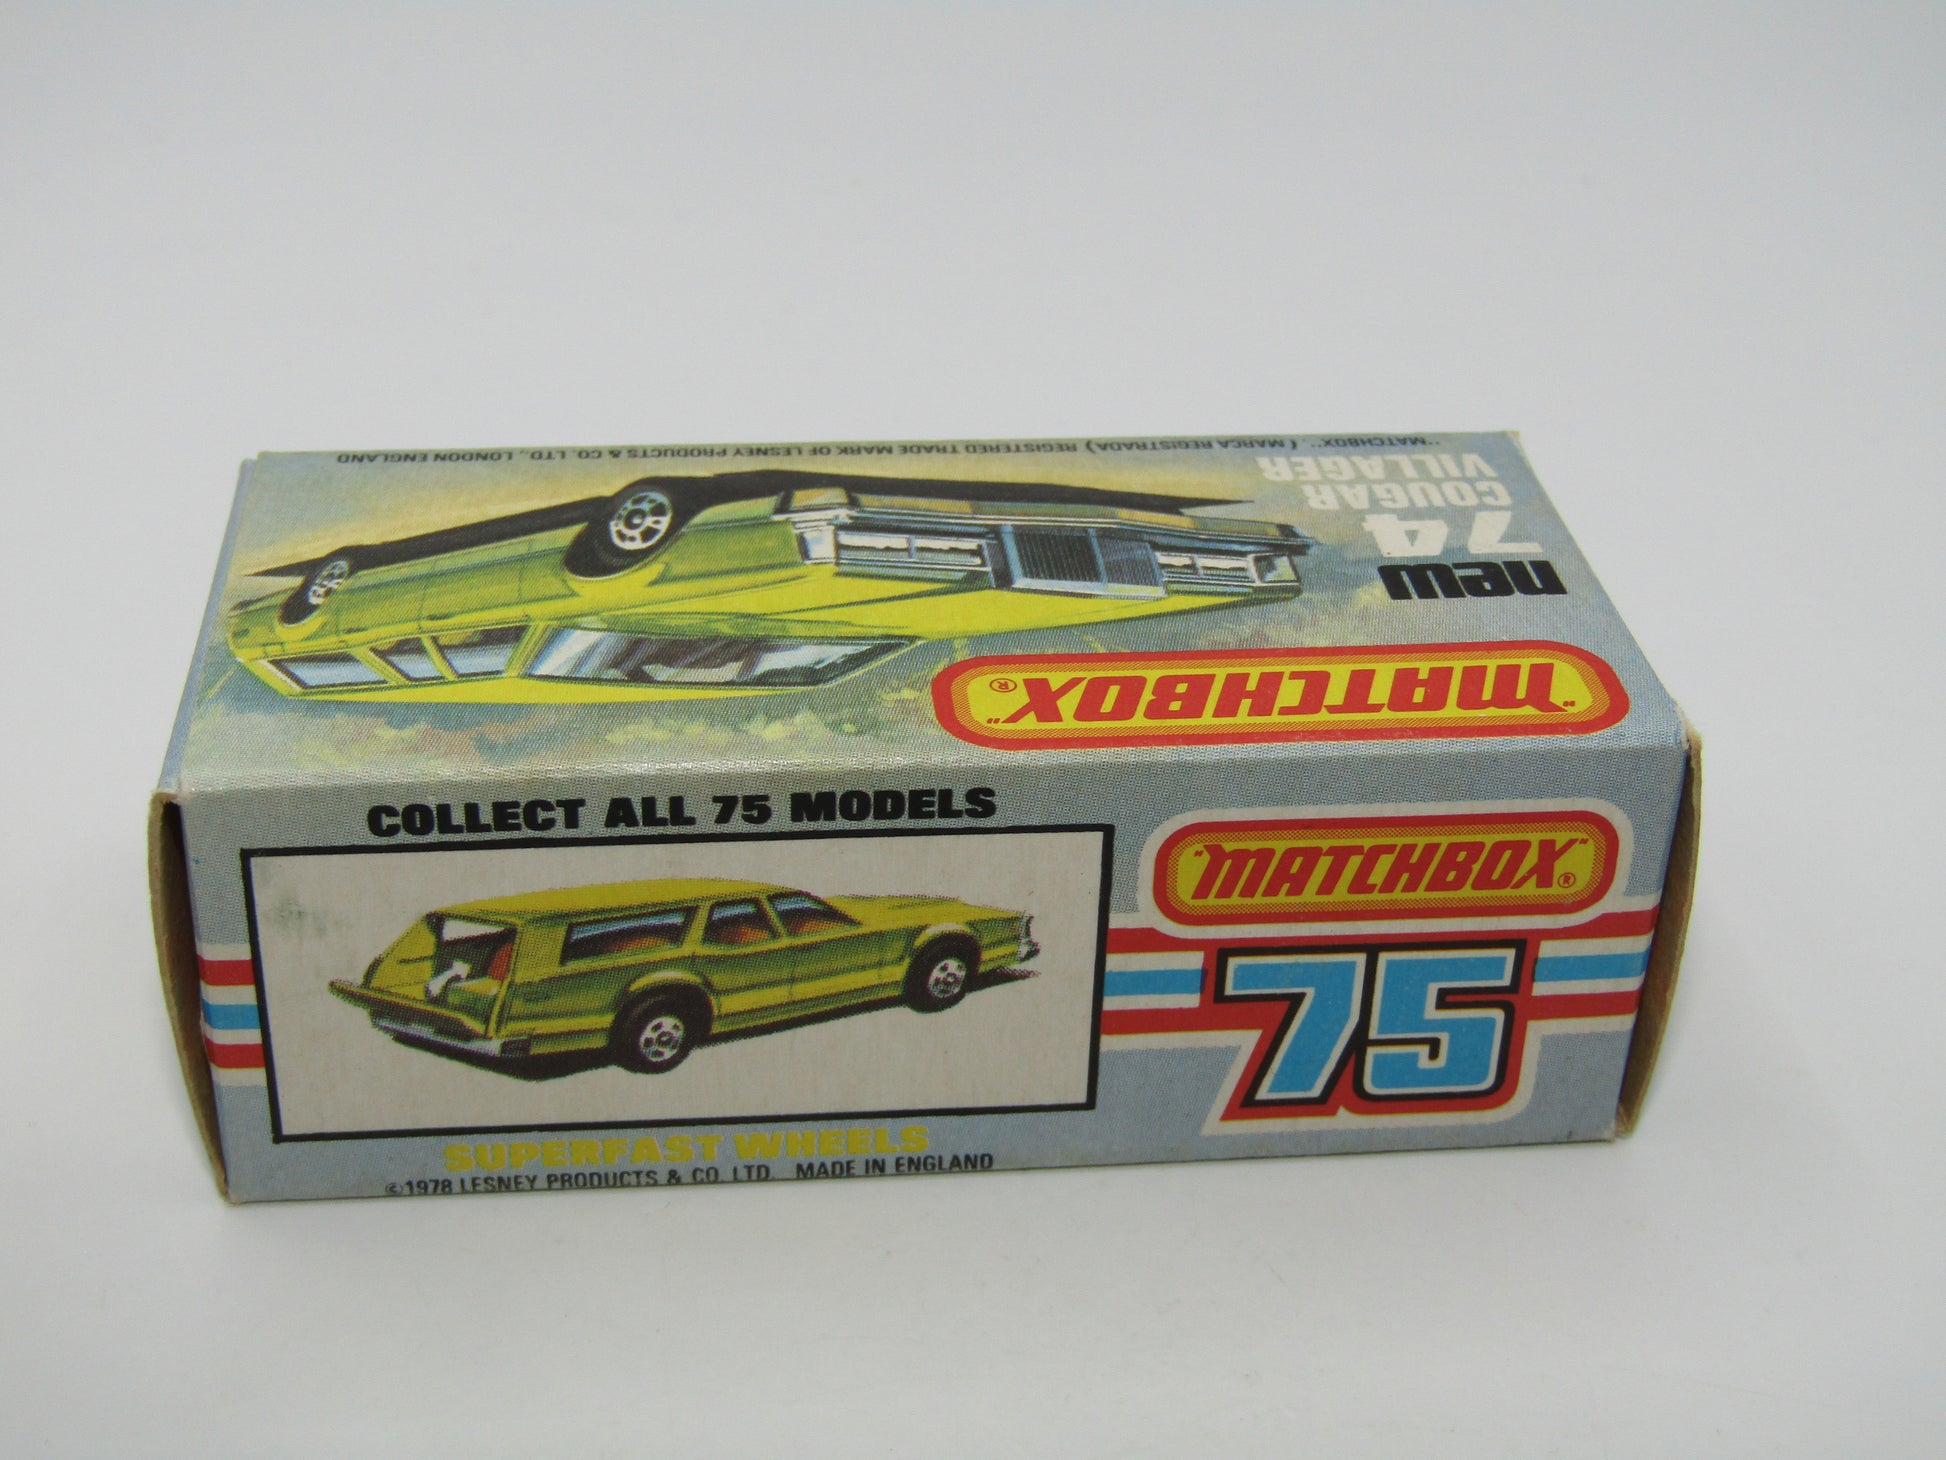 "MATCHBOX" ( MARCA REGISTRADA) REGISTERED TRADE MARK OF LESNEY PRODUCTS & CO. LTD., LONDON ENGLAND
"MATCHBOX"®
new
74
COUGAR
VILLAGER
COLLECT ALL 75 MODELS
"MATCHBOX"®
75
SUPERFAST WHEELS
©1978 LESNEY PRODUCTS & CO. LTD. MADE IN ENGLAND